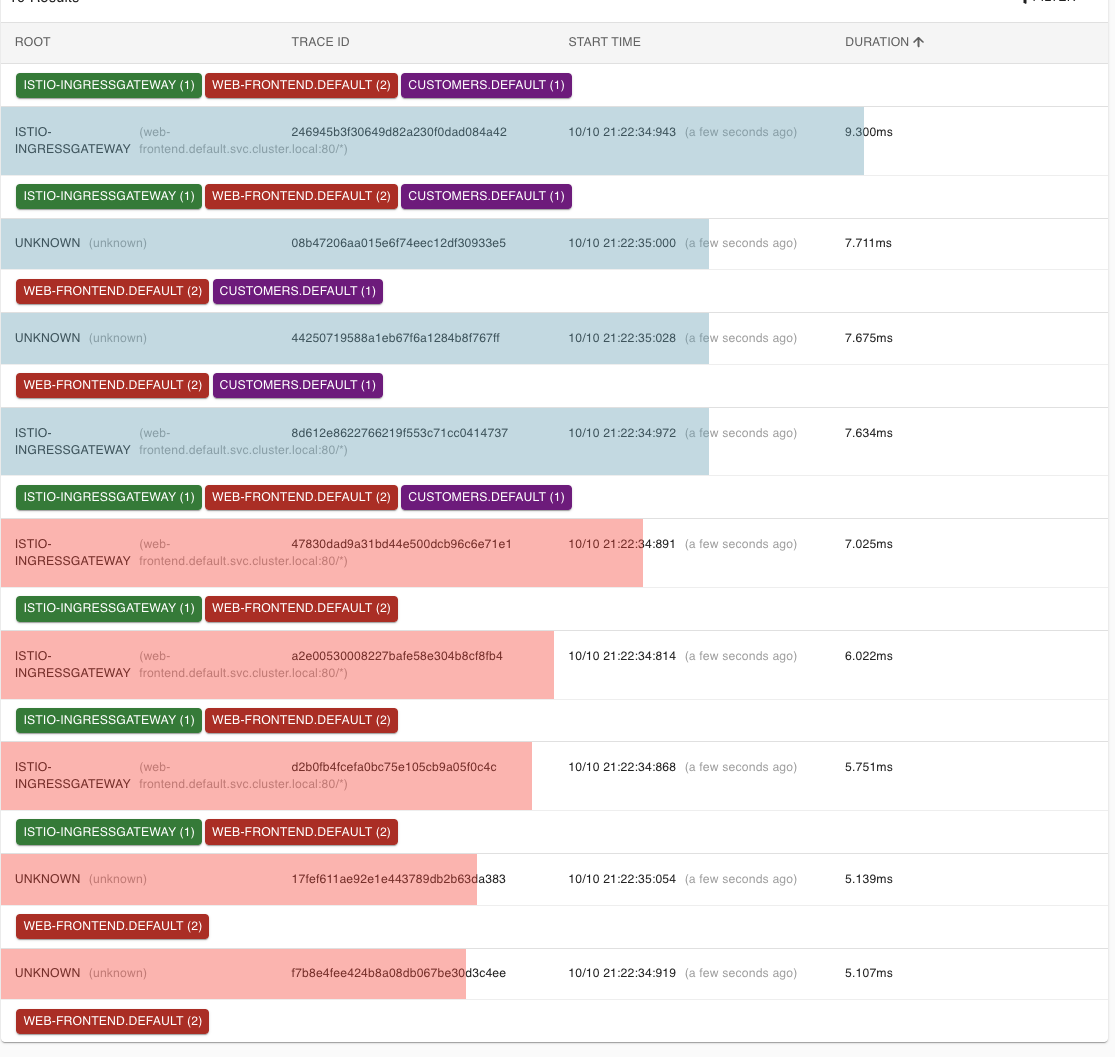 ROOT TRACE ID START TIME DURATION
ISTIO-INGRESSGATEWAY (1) WEB-FRONTEND.DEFAULT (2) CUSTOMERS.DEFAULT (1)
ISTIO- (web- 246945b3f30649d82a230f0dad084a42 10/10 21:22:34:943 (a few seconds ago) 9.300ms
INGRESSGATEWAY frontend.default.svc.cluster.local:80/*)
ISTIO-INGRESSGATEWAY (1) WEB-FRONTEND.DEFAULT (2) CUSTOMERS.DEFAULT (1)
UNKNOWN (unknown) 08b47206aa015e6f74eec12df30933e5 10/10 21:22:35:000 (a few seconds ago) 7.711ms
WEB-FRONTEND.DEFAULT (2) CUSTOMERS.DEFAULT (1)
UNKNOWN (unknown) 44250719588a1eb67f6a1284b8f767ff 10/10 21:22:35:028 (a few seconds ago) 7.675ms
WEB-FRONTEND.DEFAULT (2) CUSTOMERS.DEFAULT (1)
ISTIO- (web- 8d612e8622766219f553c71cc0414737 10/10 21:22:34:972 (a few seconds ago) 7.634ms
INGRESSGATEWAY frontend.default.svc.cluster.local:80/*)
ISTIO-INGRESSGATEWAY (1) WEB-FRONTEND.DEFAULT (2) CUSTOMERS.DEFAULT (1)
ISTIO- (web- 47830dad9a31bd44e500dcb96c6e71e1 10/10 21:22:34:891 (a few seconds ago) 7.025ms
INGRESSGATEWAY frontend.default.svc.cluster.local:80/*)
ISTIO-INGRESSGATEWAY (1) WEB-FRONTEND.DEFAULT (2)
ISTIO- (web- a2e00530008227bafe58e304b8cf8fb4 10/10 21:22:34:814 (a few seconds ago) 6.022ms
INGRESSGATEWAY frontend.default.svc.cluster.local:80/*)
ISTIO-INGRESSGATEWAY (1) WEB-FRONTEND.DEFAULT (2)
ISTIO- (web- d2b0fb4fcefa0bc75e105cb9a05f0c4c 10/10 21:22:34:868 (a few seconds ago) 5.751ms
INGRESSGATEWAY frontend.default.svc.cluster.local:80/*)
ISTIO-INGRESSGATEWAY (1) WEB-FRONTEND.DEFAULT (2)
UNKNOWN (unknown) 17fef611ae92e1e443789db2b63da383 10/10 21:22:35:054 (a few seconds ago) 5.139ms
WEB-FRONTEND.DEFAULT (2)
UNKNOWN (unknown) f7b8e4fee424b8a08db067be30d3c4ee 10/10 21:22:34:919 (a few seconds ago) 5.107ms
WEB-FRONTEND.DEFAULT (2)